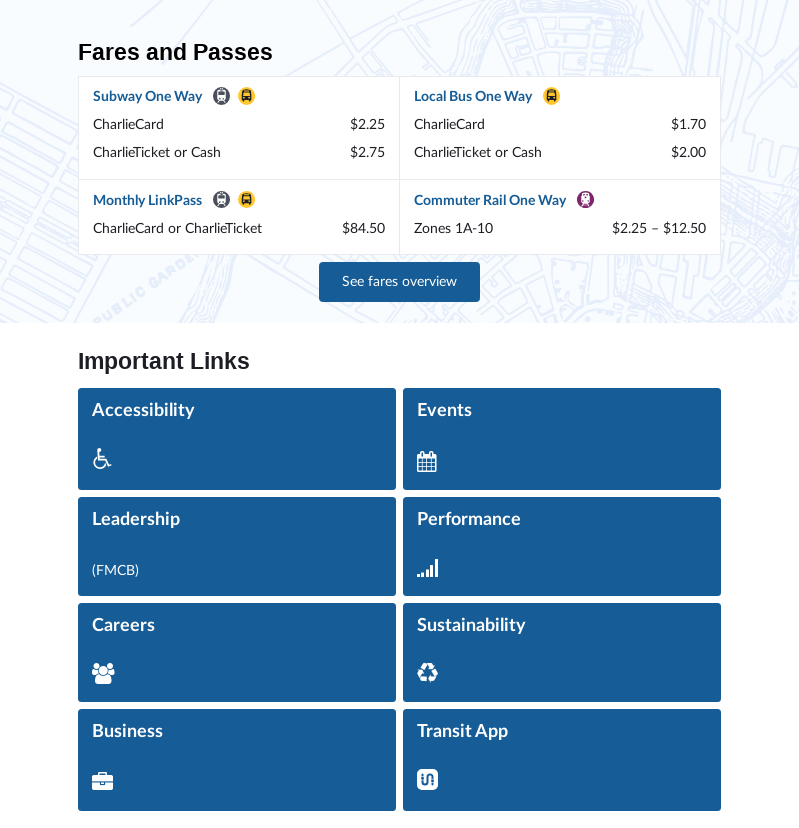 Fares and Passes
Subway One Way
CharlieCard $2.25
CharlieTicket or Cash $2.75
Local Bus One Way
CharlieCard $1.70
CharlieTicket or Cash $2.00
Monthly LinkPass
CharlieCard or CharlieTicket $84.50
Commuter Rail One Way
Zones 1A-10 $2.25 – $12.50
PUBLIC GARDE
See fares overview
Important Links
Accessibility
Events
Leadership
(FMCB)
Performance
Careers
Sustainability
Business
Transit App